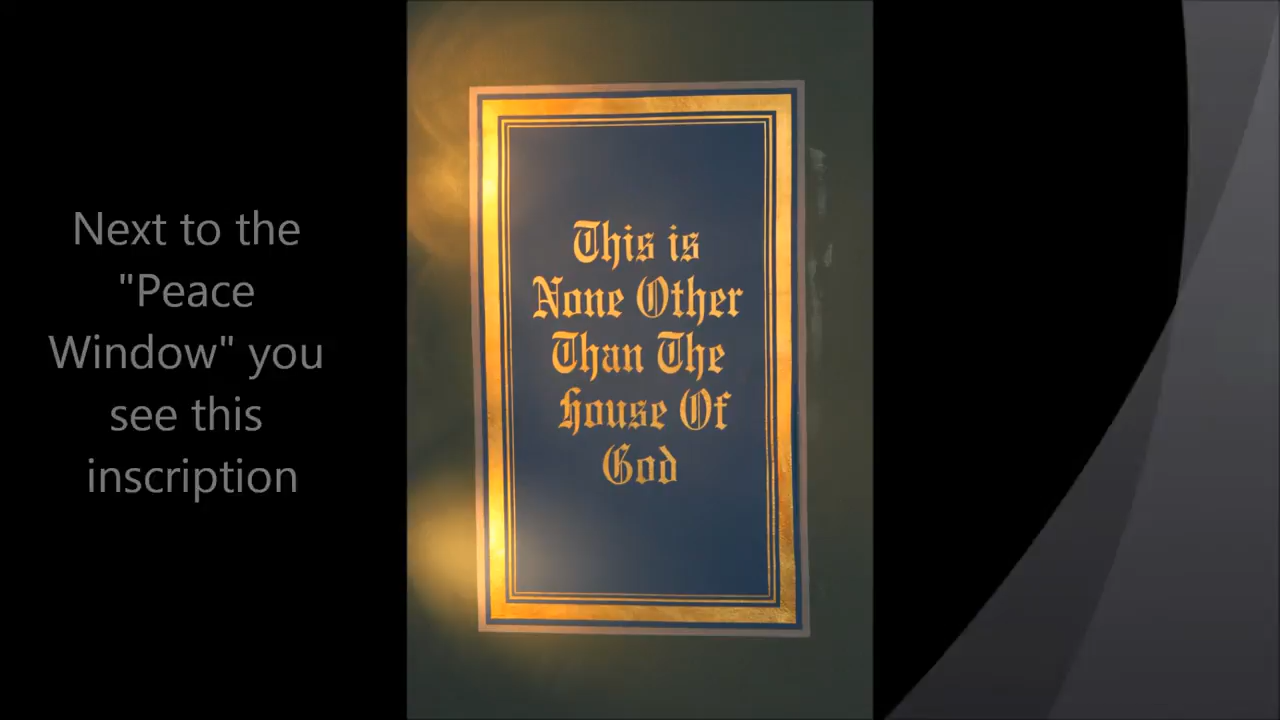 Next to the
"Peace
Window" you
see this
inscription
This is
None Other
Than The
House Of
God